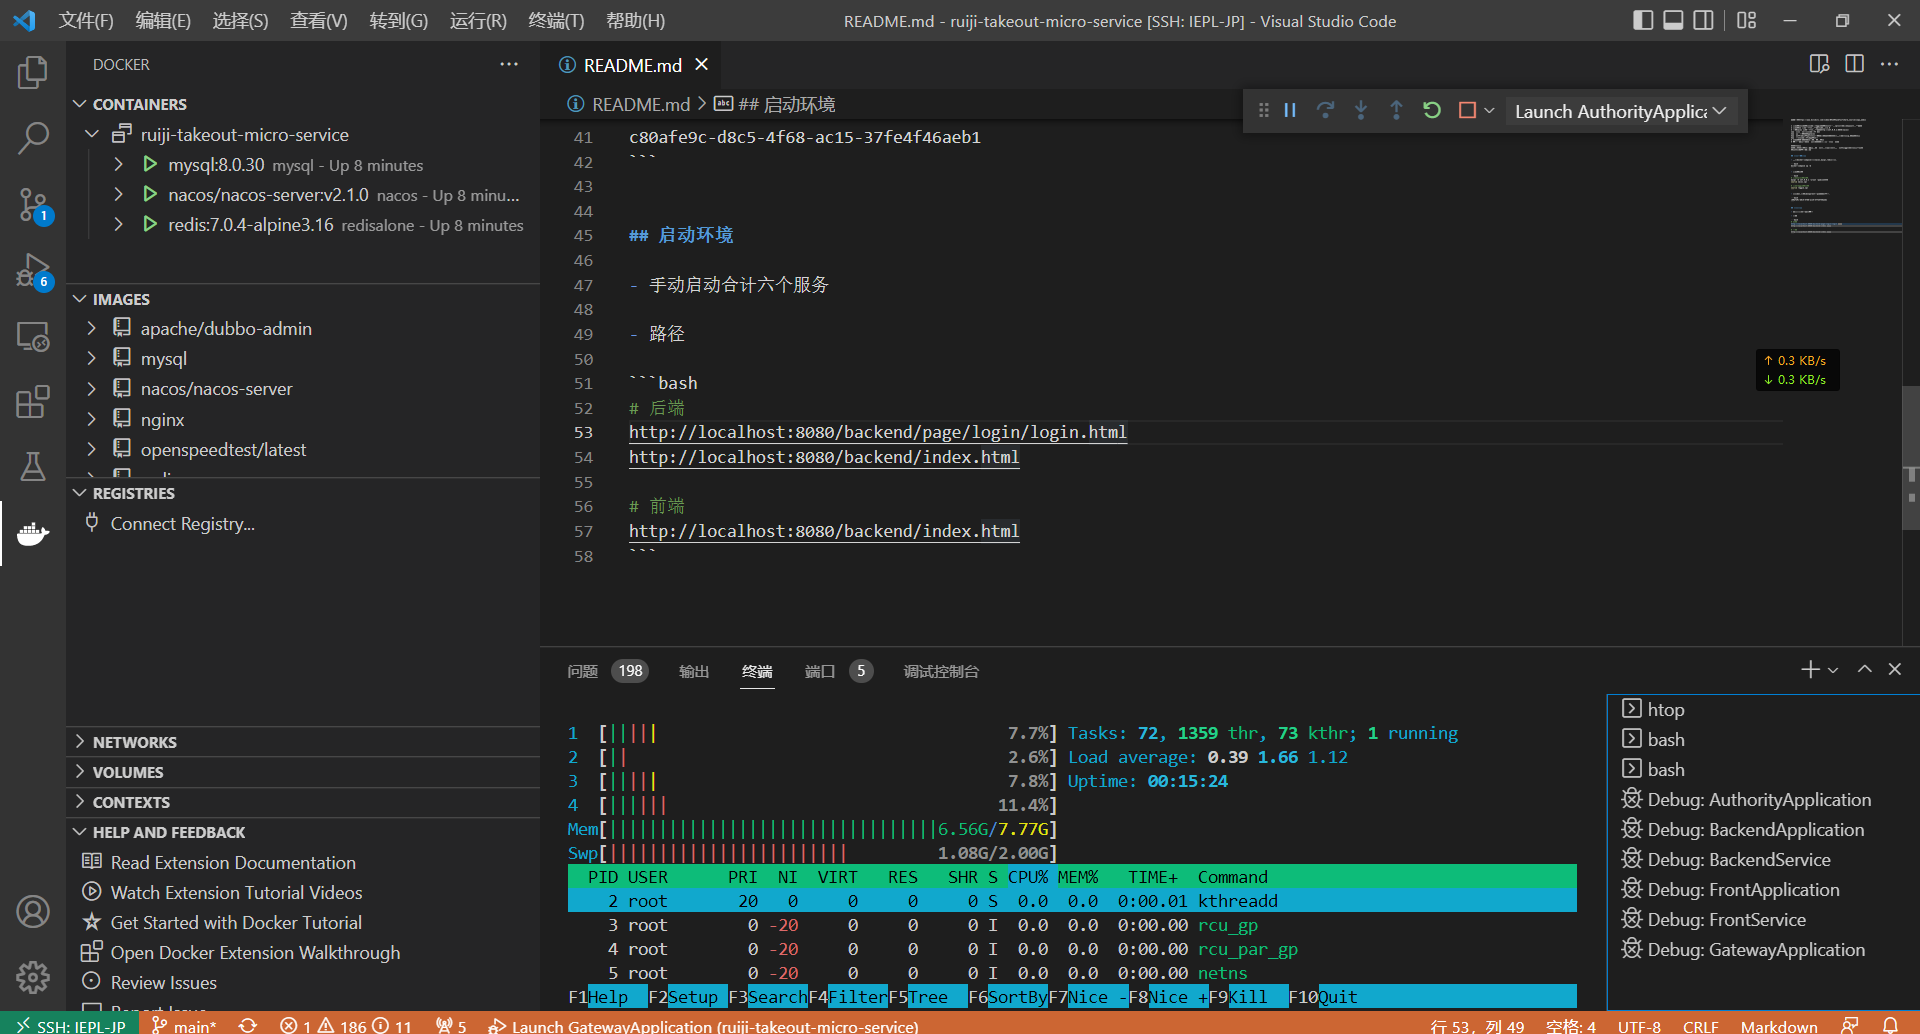 文件(F) 编辑(E) 选择(S) 查看(V) 转到(G) 运行(R) 终端(T) 帮助(H) README.md - ruiji-takeout-micro-service [SSH: IEPL-JP] - Visual Studio Code
DOCKER
CONTAINERS
ruiji-takeout-micro-service
mysql:8.0.30 mysql - Up 8 minutes
nacos/nacos-server:v2.1.0 nacos - Up 8 minu...
redis:7.0.4-alpine3.16 redisalone - Up 8 minutes
IMAGES
apache/dubbo-admin
mysql
nacos/nacos-server
nginx
openspeedtest/latest
REGISTRIES
Connect Registry...
NETWORKS
VOLUMES
CONTEXTS
HELP AND FEEDBACK
Read Extension Documentation
Watch Extension Tutorial Videos
Get Started with Docker Tutorial
Open Docker Extension Walkthrough
Review Issues
1
6
README.md
README.md > ## 启动环境
Launch AuthorityApplica
41 c80afe9c-d8c5-4f68-ac15-37fe4f46aeb1
42 ```
43
44
45 ## 启动环境
46
47 - 手动启动合计六个服务
48
49 - 路径
50
51 ```bash
52 # 后端
53 http://localhost:8080/backend/page/login/login.html
54 http://localhost:8080/backend/index.html
55
56 # 前端
57 http://localhost:8080/backend/index.html
58 ```
↑ 0.3 KB/s
↓ 0.3 KB/s
问题 198 输出 终端 端口 5 调试控制台
1 [||||| 7.7%] Tasks: 72, 1359 thr, 73 kthr; 1 running
2 [|| 2.6%] Load average: 0.39 1.66 1.12
3 [||||| 7.8%] Uptime: 00:15:24
4 [|||||| 11.4%]
Mem[|||||||||||||||||||||||||||||||||6.56G/7.77G]
Swp[|||||||||||||||||||||||| 1.08G/2.00G]
PID USER PRI NI VIRT RES SHR S CPU% MEM% TIME+ Command
2 root 20 0 0 0 0 S 0.0 0.0 0:00.01 kthreadd
3 root 0 -20 0 0 0 I 0.0 0.0 0:00.00 rcu_gp
4 root 0 -20 0 0 0 I 0.0 0.0 0:00.00 rcu_par_gp
5 root 0 -20 0 0 0 I 0.0 0.0 0:00.00 netns
F1Help F2Setup F3SearchF4FilterF5Tree F6SortByF7Nice -F8Nice +F9Kill F10Quit
htop
bash
bash
Debug: AuthorityApplication
Debug: BackendApplication
Debug: BackendService
Debug: FrontApplication
Debug: FrontService
Debug: GatewayApplication
SSH: IEPL-JP main* 1 186 11 5 Launch GatewayApplication (ruiji-takeout-micro-service) 行 53，列 49 空格: 4 UTF-8 CRLF Markdown